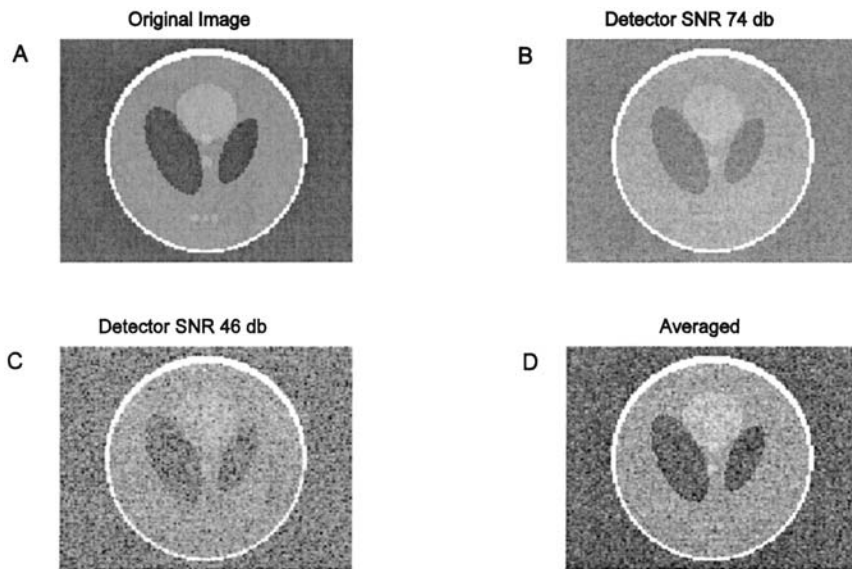 Original Image
A
Detector SNR 74 db
B
Detector SNR 46 db
C
Averaged
D